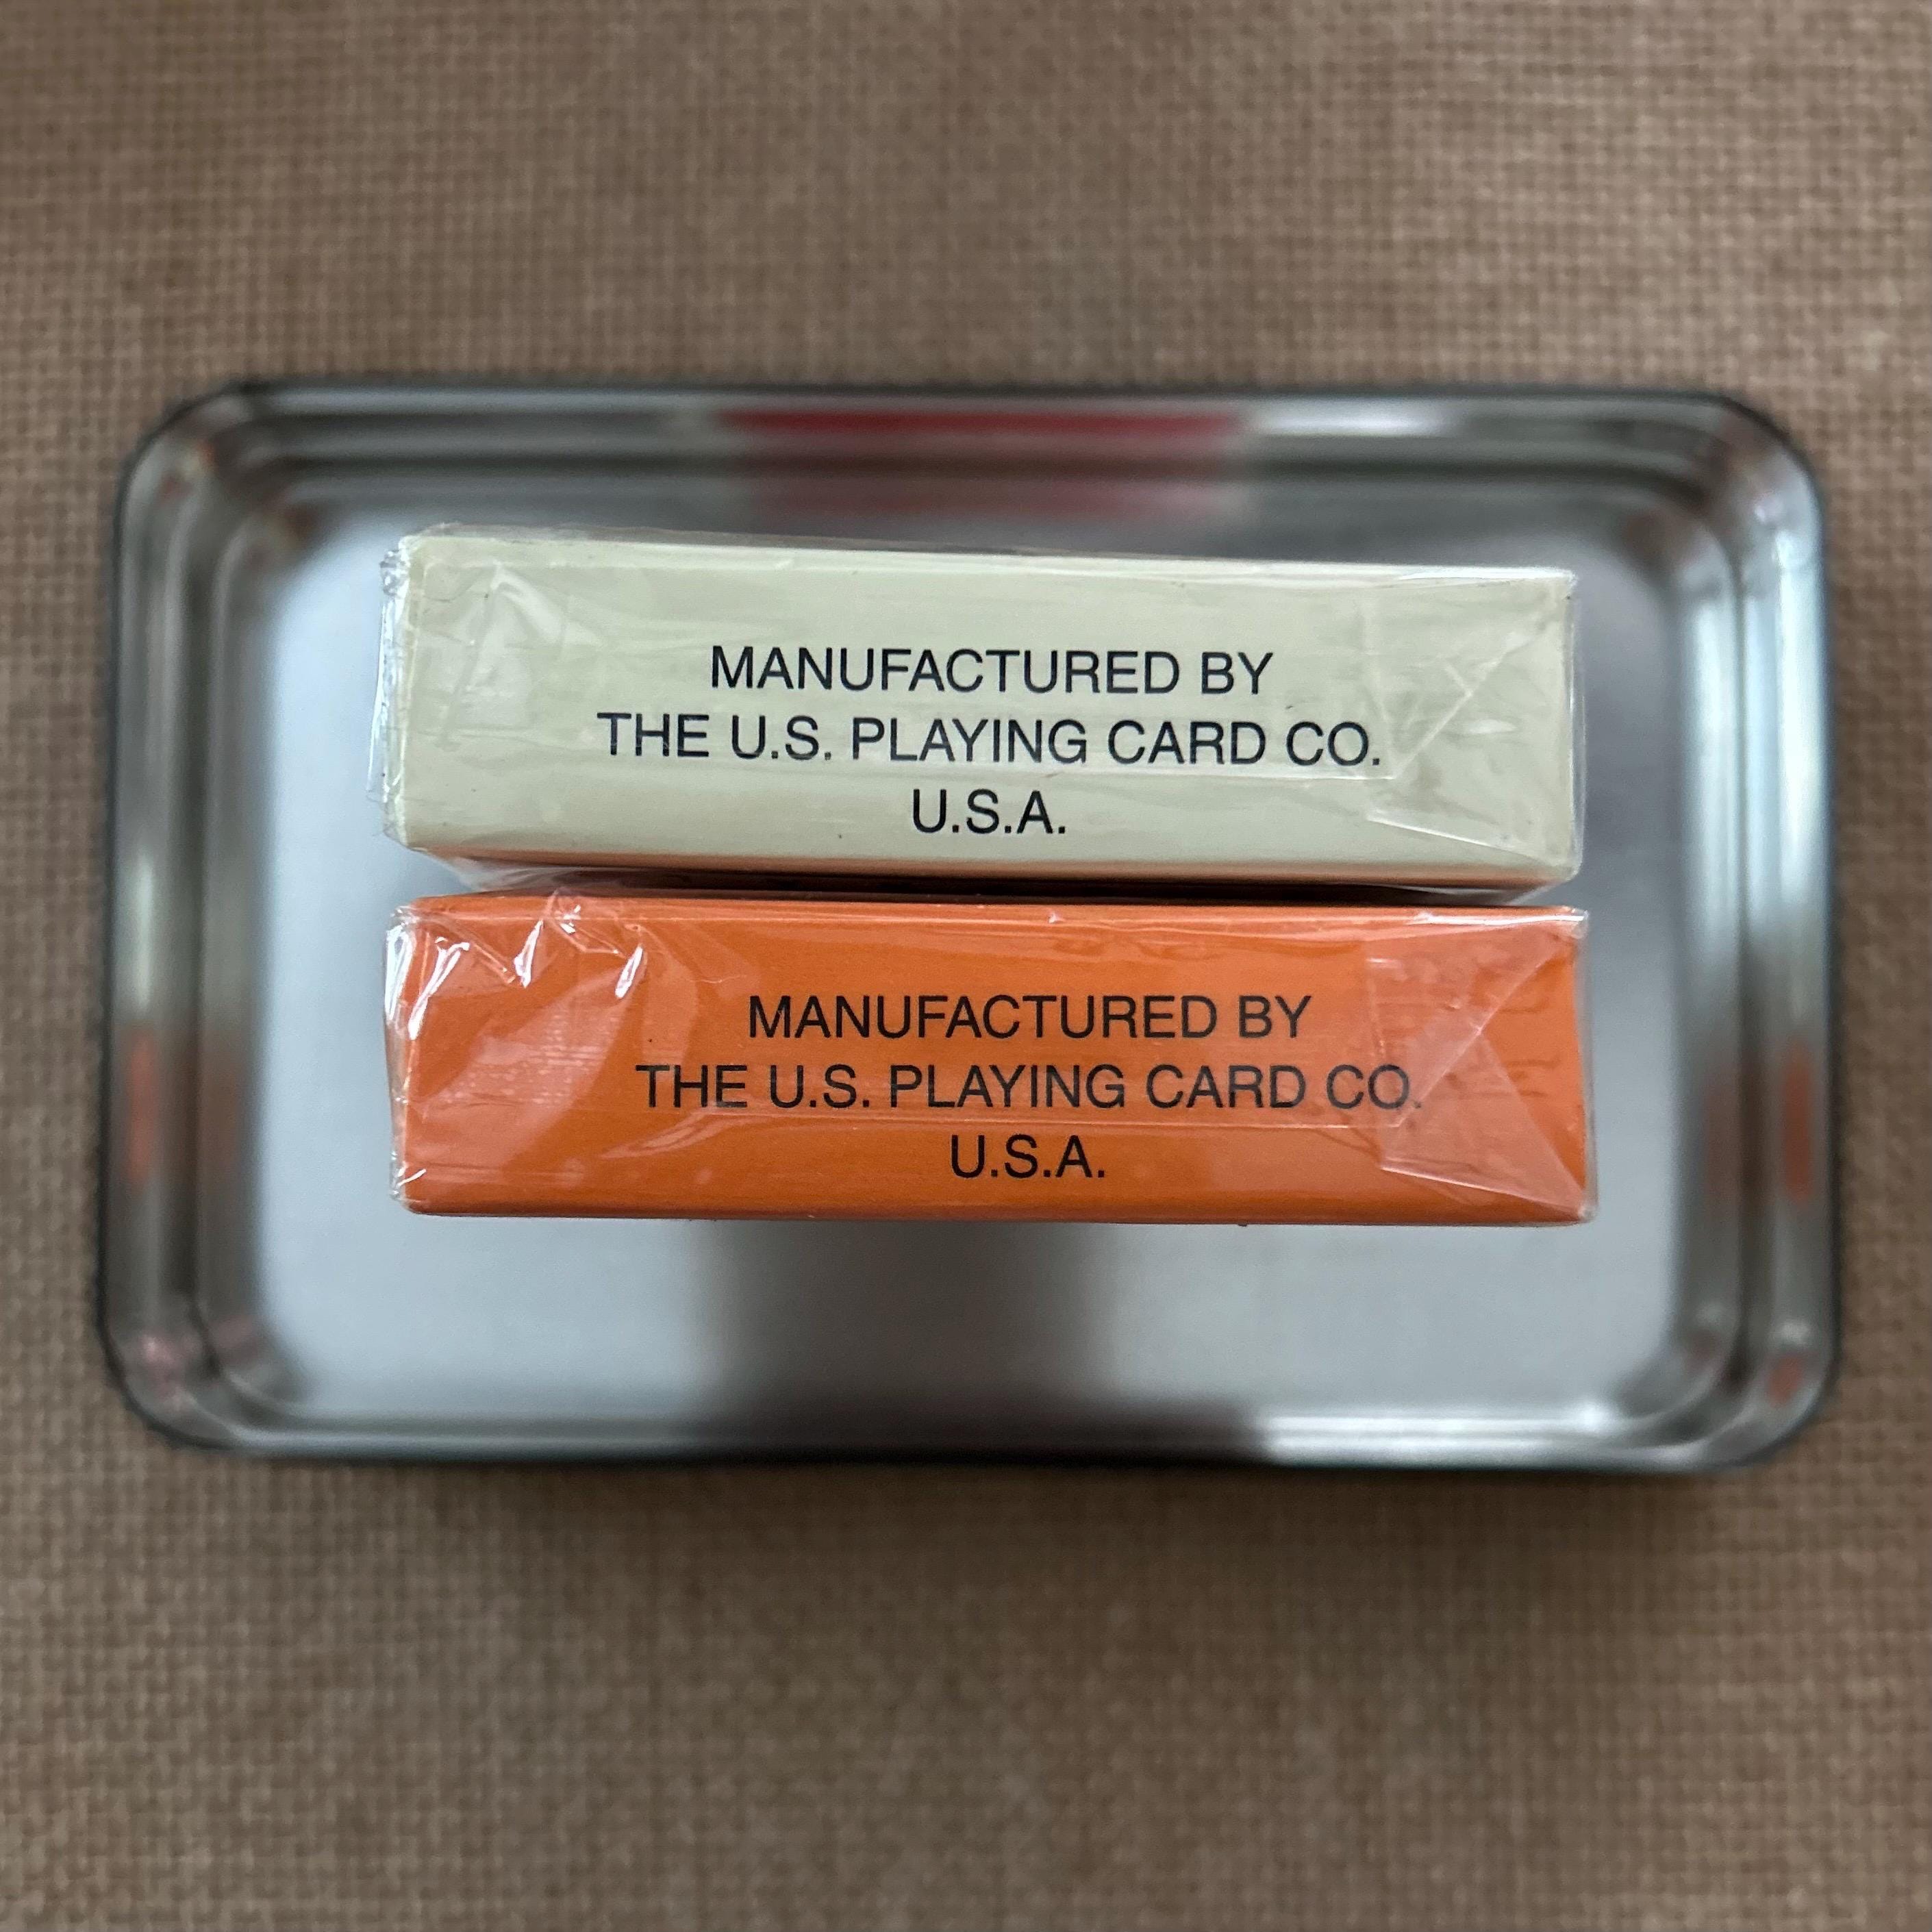 MANUFACTURED BY
THE U.S. PLAYING CARD CO.
U.S.A.
MANUFACTURED BY
THE U.S. PLAYING CARD CO.
U.S.A.